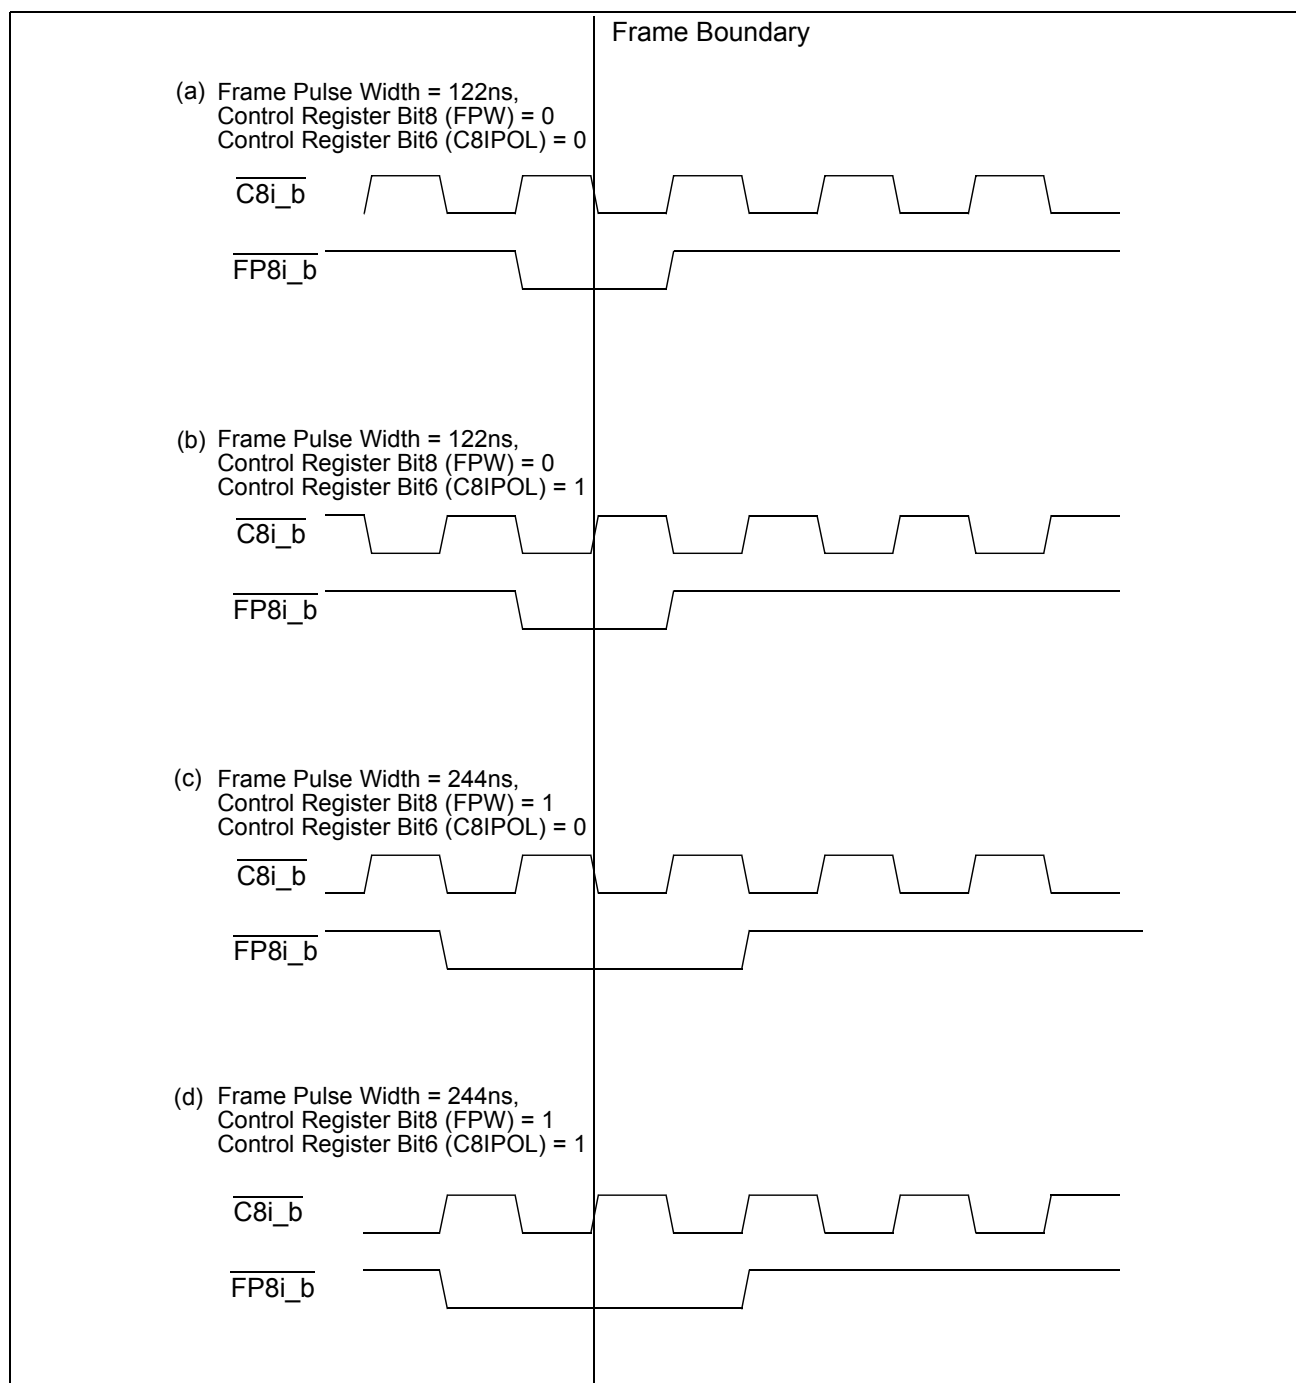 Frame Boundary
(a) Frame Pulse Width = 122ns,
Control Register Bit8 (FPW) = 0
Control Register Bit6 (C8IPOL) = 0
C8i_b
FP8i_b
(b) Frame Pulse Width = 122ns,
Control Register Bit8 (FPW) = 0
Control Register Bit6 (C8IPOL) = 1
C8i_b
FP8i_b
(c) Frame Pulse Width = 244ns,
Control Register Bit8 (FPW) = 1
Control Register Bit6 (C8IPOL) = 0
C8i_b
FP8i_b
(d) Frame Pulse Width = 244ns,
Control Register Bit8 (FPW) = 1
Control Register Bit6 (C8IPOL) = 1
C8i_b
FP8i_b